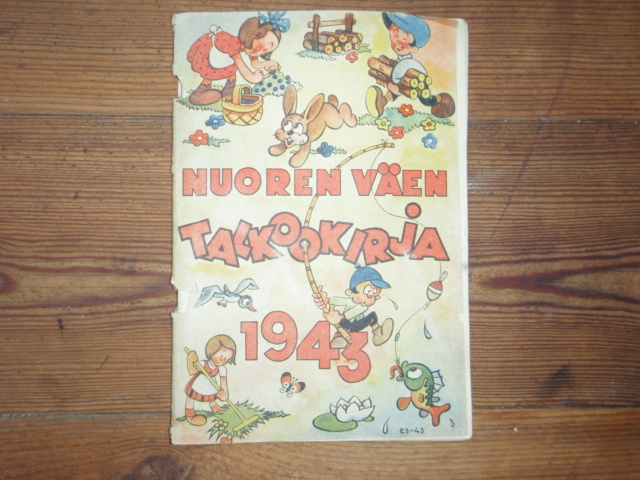 NUOREN VÄEN
TALKOOKIRJA
1943
ES-43